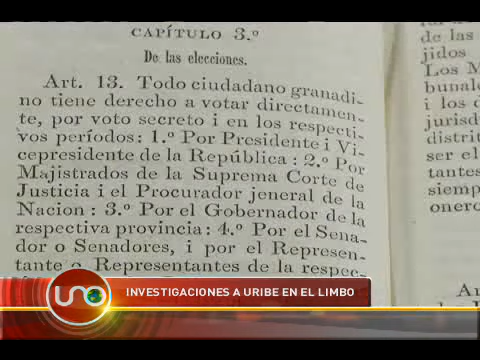 CAPÍTULO 3.º
De las elecciones.
Art. 13. Todo ciudadano granadi-
no tiene derecho a votar directamen-
te, por voto secreto i en los respecti-
vos períodos: 1.º Por Presidente i Vi-
cepresidente de la República: 2.º Por
Majistrados de la Suprema Corte de
Justicia i el Procurador jeneral de la
Nacion: 3.º Por el Gobernador de la
respectiva provincia: 4.º Por el Sena-
dor o Senadores, i por el Represen-
tante o Representantes de la respec-
de las
jidos
Los M
bunale
i los d
jurisd
distrit
ser el
tantes
siemp
onero
Ar
UNO
INVESTIGACIONES A URIBE EN EL LIMBO